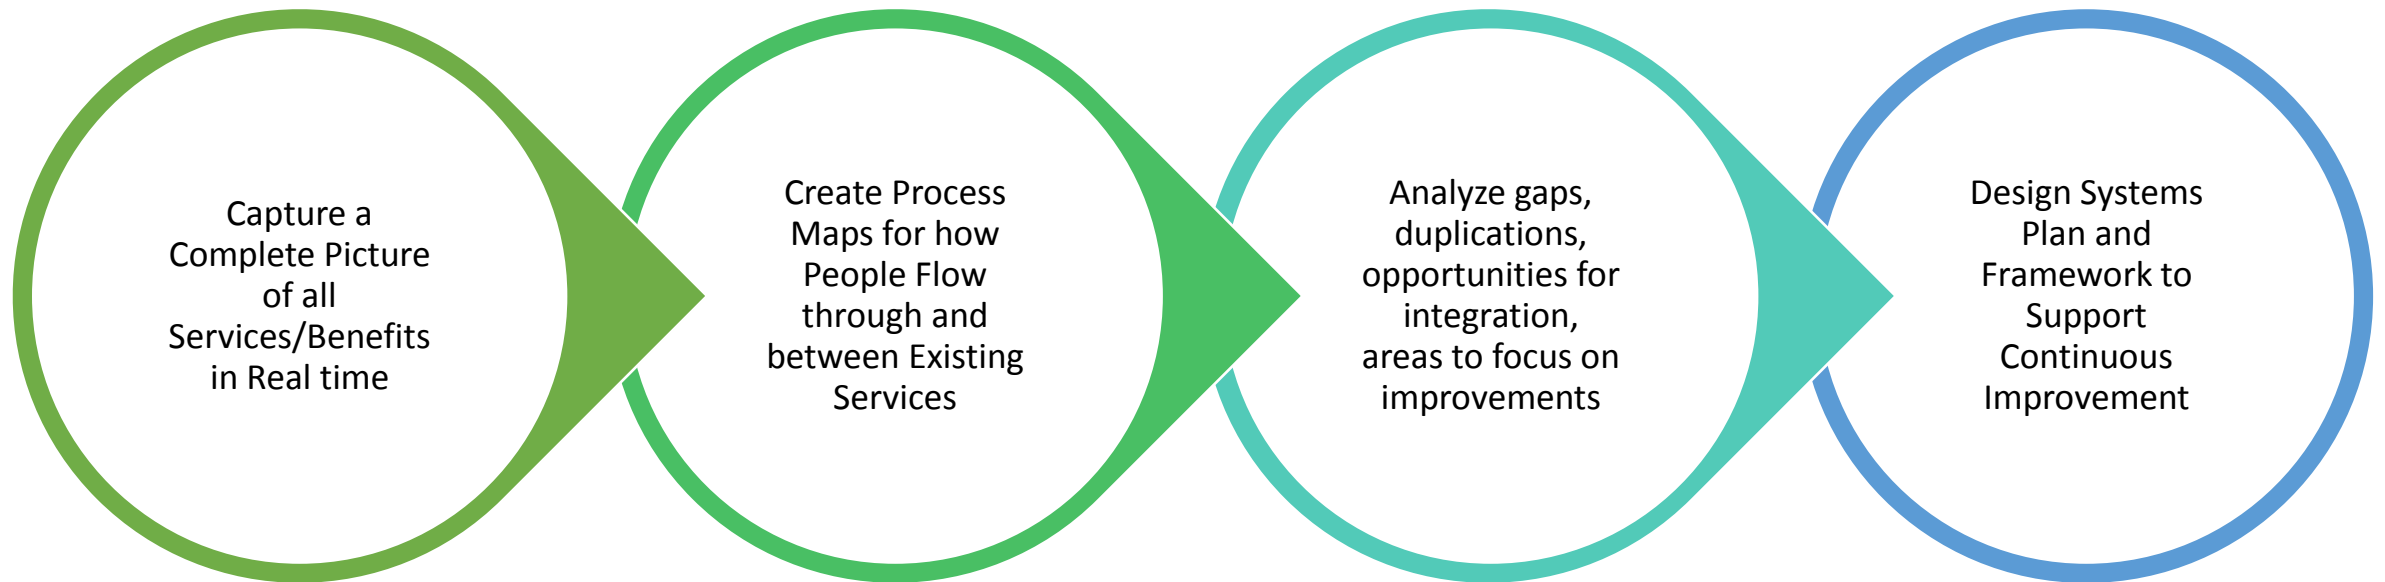 Capture a
Complete Picture
of all
Services/Benefits
in Real time
Create Process
Maps for how
People Flow
through and
between Existing
Services
Analyze gaps,
duplications,
opportunities for
integration,
areas to focus on
improvements
Design Systems
Plan and
Framework to
Support
Continuous
Improvement